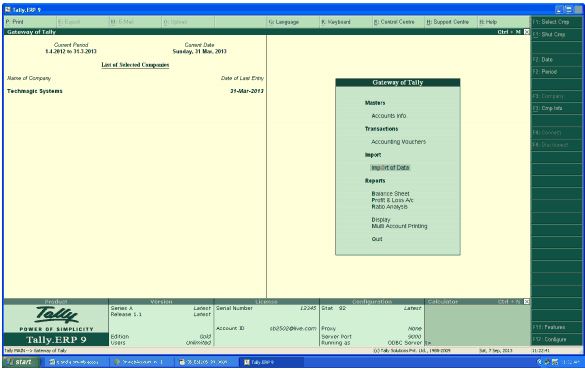 Tally.ERP 9
P: Print E: Export M: E-Mail O: Upload G: Language K: Keyboard K: Control Centre H: Support Centre H: Help F1: Select Cmp
Gateway of Tally Ctrl + M
F1: Shut Cmp
Current Period Current Date
1-4-2012 to 31-3-2013 Sunday, 31 Mar, 2013
F2: Date
List of Selected Companies
F2: Period
Name of Company Date of Last Entry
Techmagic Systems 31-Mar-2013
F3: Company
F3: Cmp Info
F4: Connect
F4: Disconnect
Gateway of Tally
Masters
Accounts Info.
Transactions
Accounting Vouchers
Import
Import of Data
Reports
Balance Sheet
Profit & Loss A/c
Ratio Analysis
Display
Multi Account Printing
Quit
Product Version License Configuration Calculator Ctrl + N
Tally
POWER OF SIMPLICITY
Tally.ERP 9
Series A Latest
Release 1.1 Latest
Edition Gold
Users Unlimited
Serial Number 12345
Account ID sb2502@live.com
Stat 92 Latest
Proxy None
Server Port 9000
Running as ODBC Server
1>
F11: Features
F12: Configure
Tally MAIN --> Gateway of Tally (c) Tally Solutions Pvt. Ltd., 1988-2009 Sat, 7 Sep, 2013 11:22:41
start Tally.ERP 9